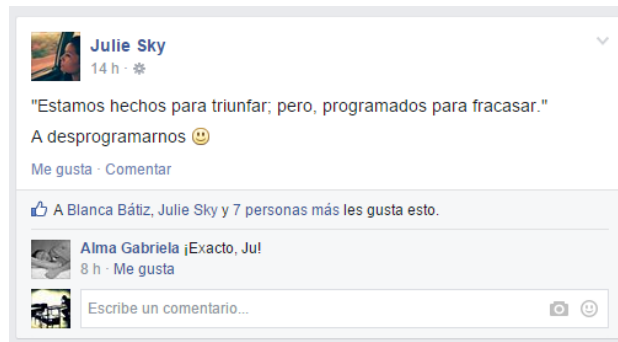 Julie Sky
14 h ·
"Estamos hechos para triunfar; pero, programados para fracasar."
A desprogramarnos
Me gusta · Comentar
A Blanca Bátiz, Julie Sky y 7 personas más les gusta esto.
Alma Gabriela ¡Exacto, Ju!
8 h · Me gusta
Escribe un comentario...